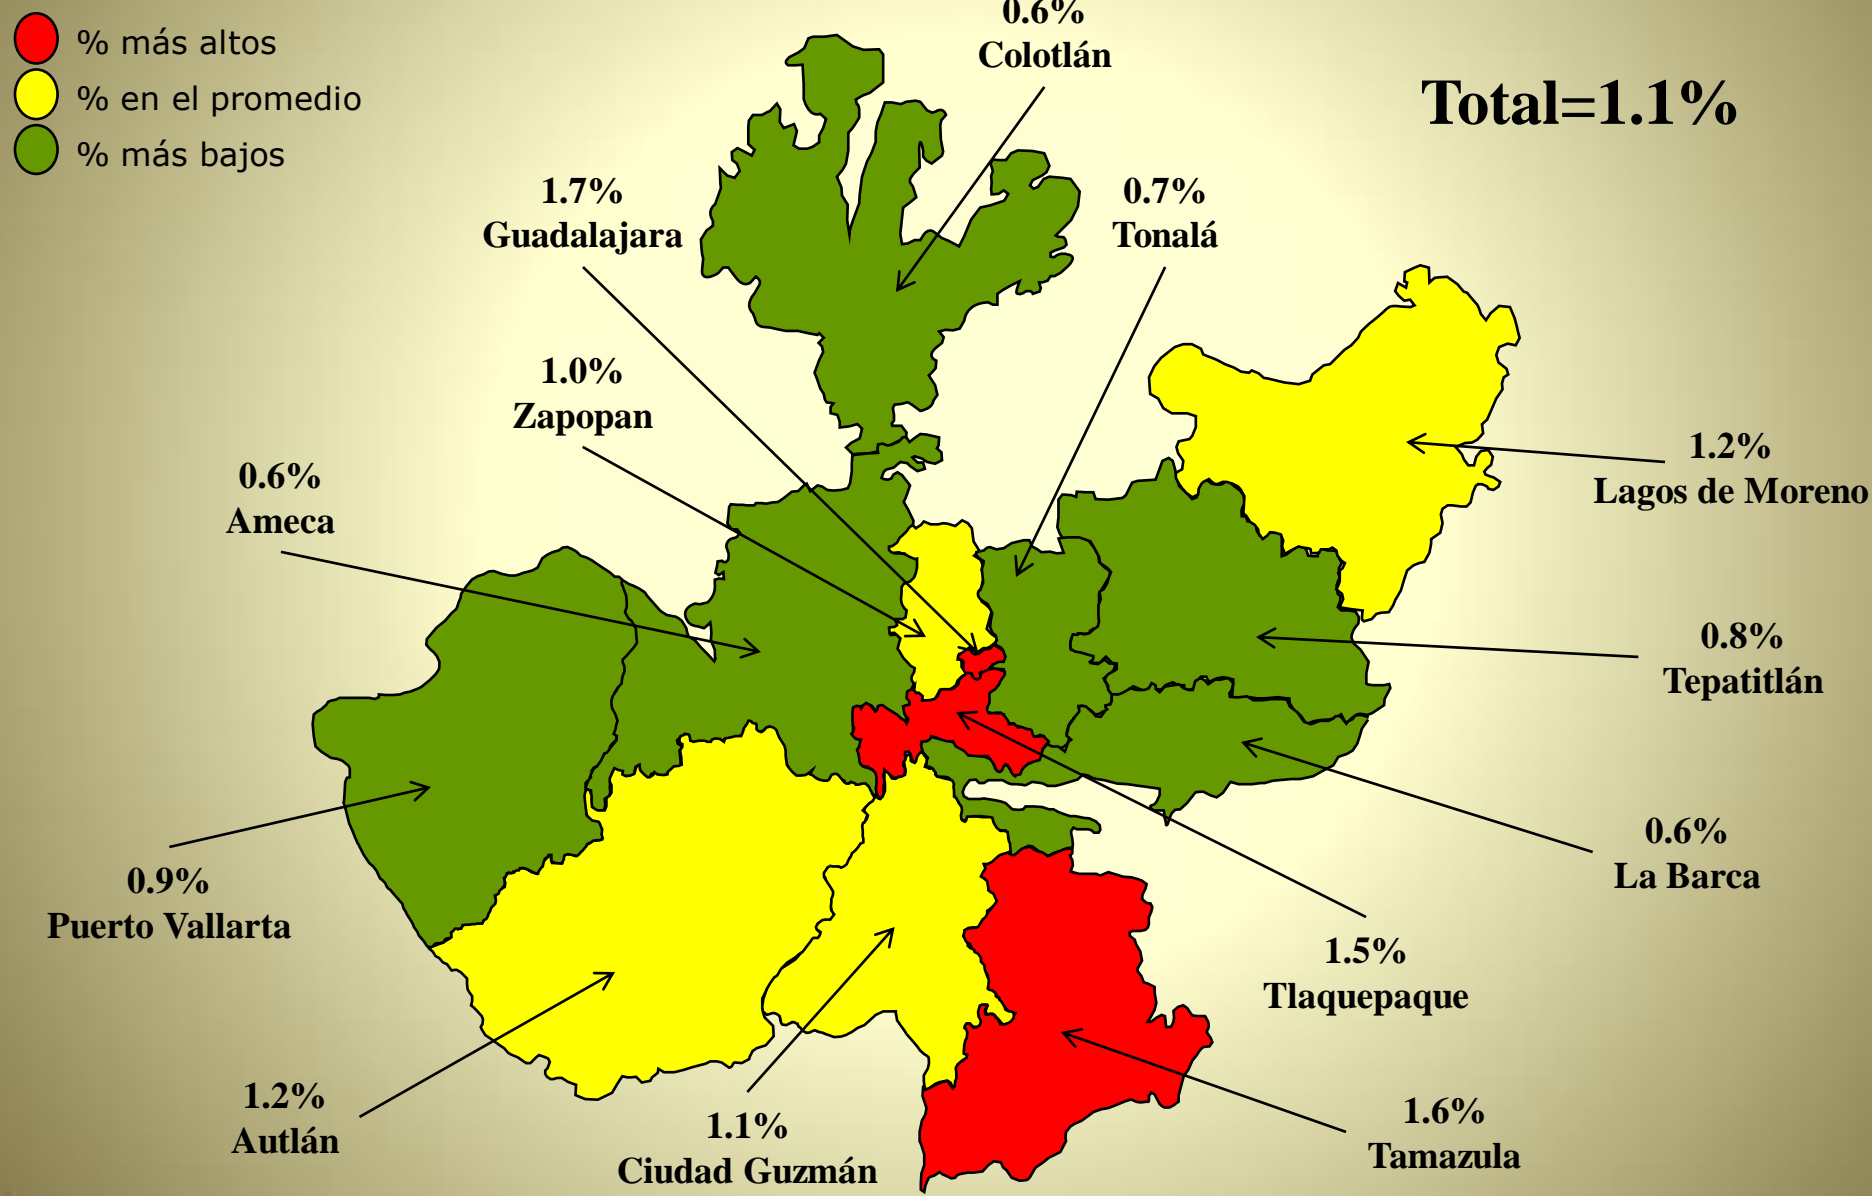 % más altos
% en el promedio
% más bajos
Total=1.1%
0.6%
Colotlán
1.7%
Guadalajara
0.7%
Tonalá
1.0%
Zapopan
0.6%
Ameca
1.2%
Lagos de Moreno
0.8%
Tepatitlán
0.6%
La Barca
0.9%
Puerto Vallarta
1.5%
Tlaquepaque
1.2%
Autlán
1.1%
Ciudad Guzmán
1.6%
Tamazula